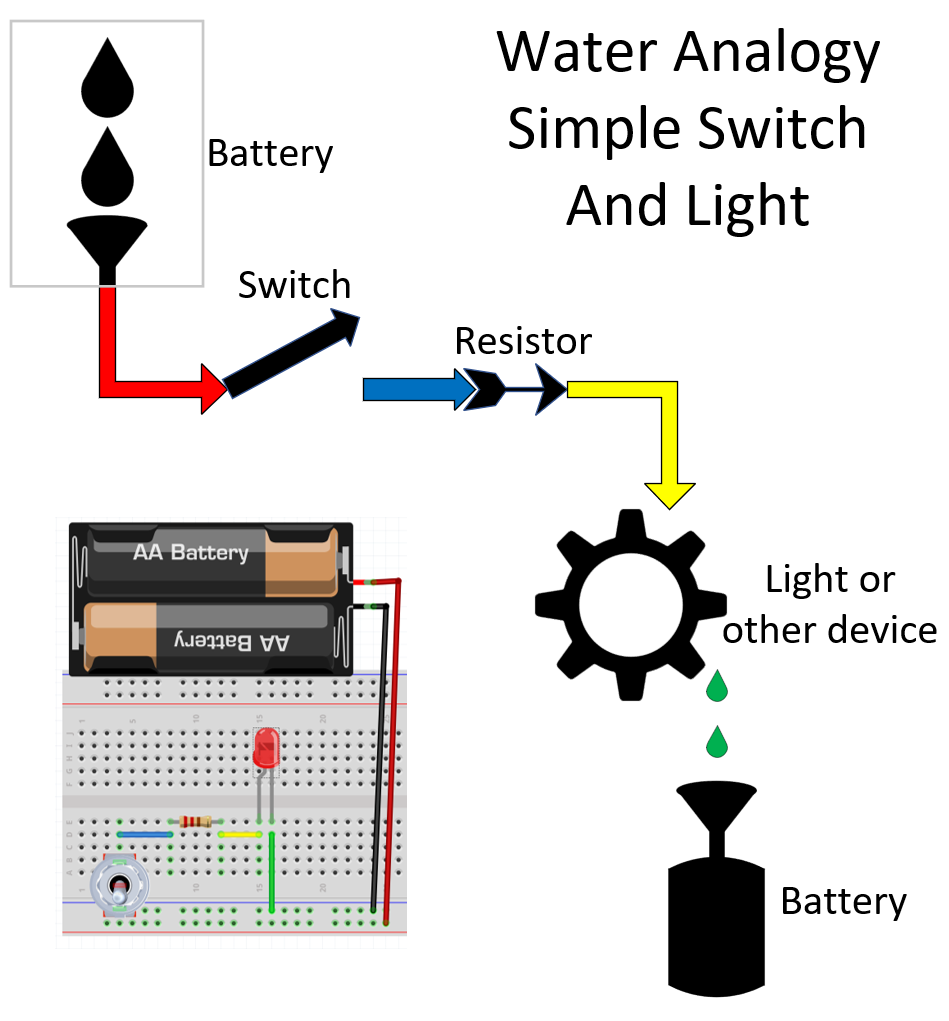 Water Analogy
Simple Switch
And Light
Battery
Switch
Resistor
Light or
other device
Battery
AA Battery
AA Battery
1 5 10 15 20
J
I
H
G
F
E
D
C
B
A
1 10 15 20